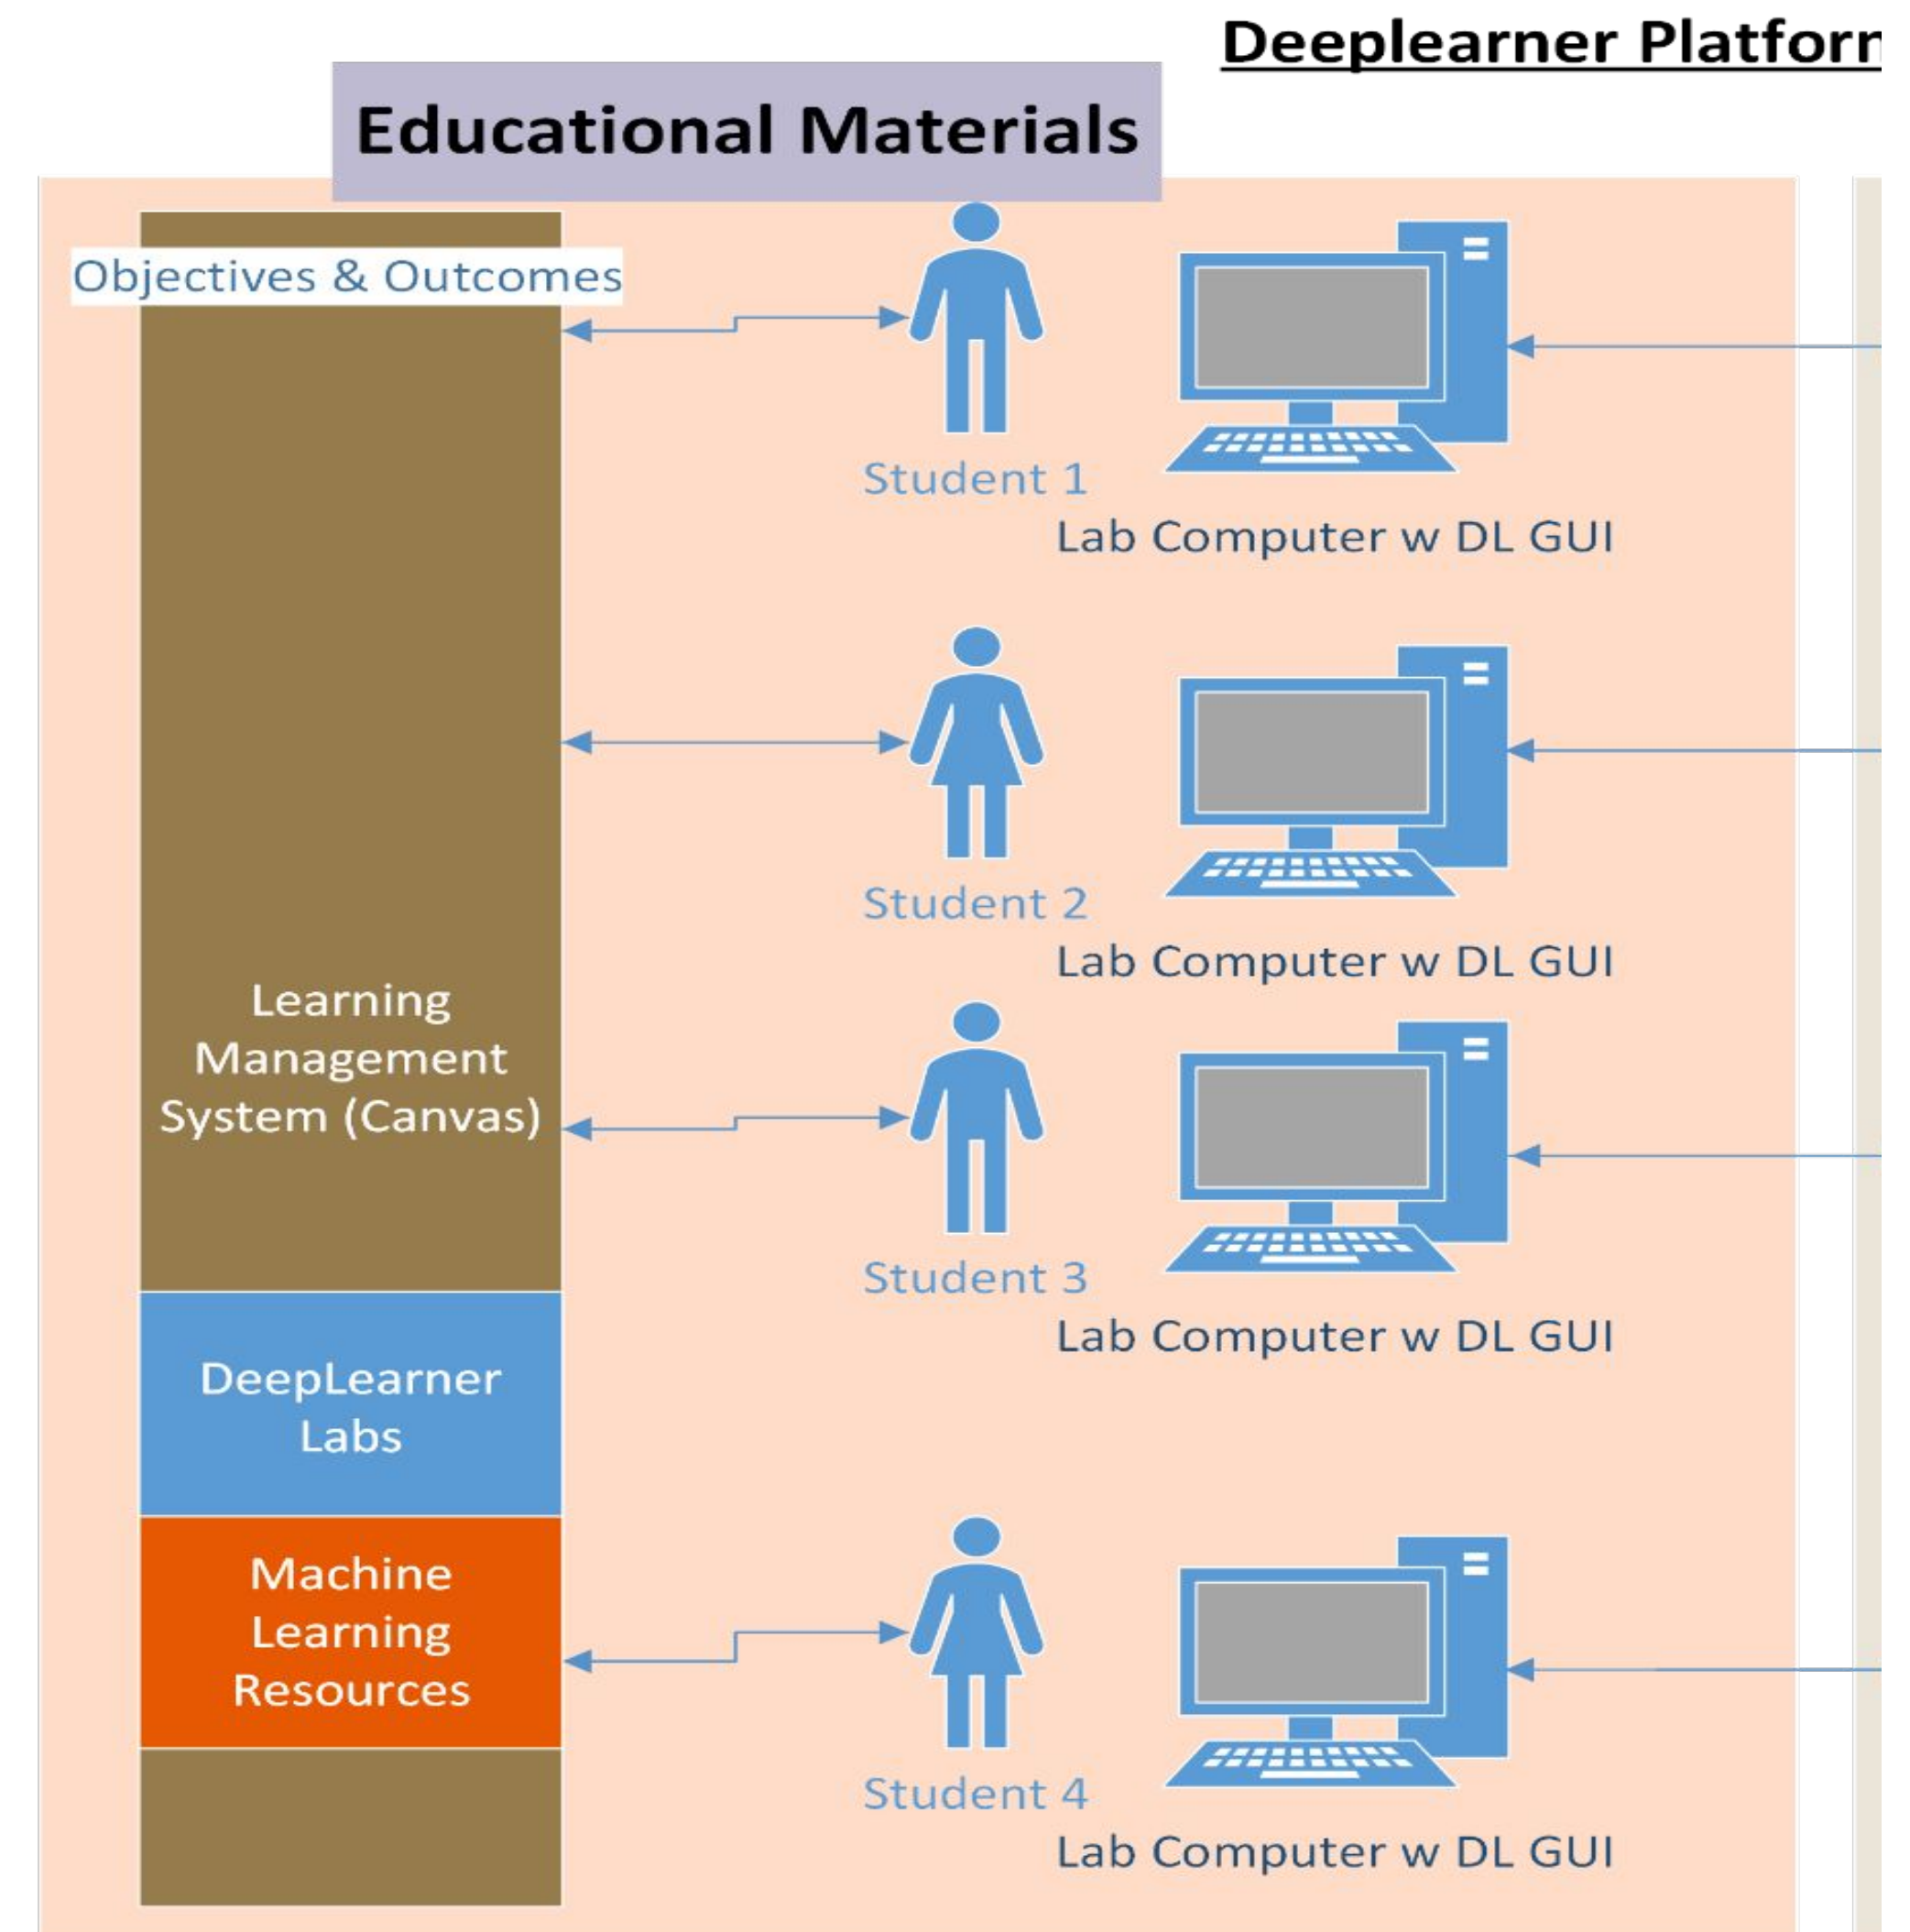 Deeplearner Platform
Educational Materials
Objectives & Outcomes
Student 1
Lab Computer w DL GUI
Student 2
Lab Computer w DL GUI
Learning
Management
System (Canvas)
Student 3
Lab Computer w DL GUI
DeepLearner
Labs
Machine
Learning
Resources
Student 4
Lab Computer w DL GUI